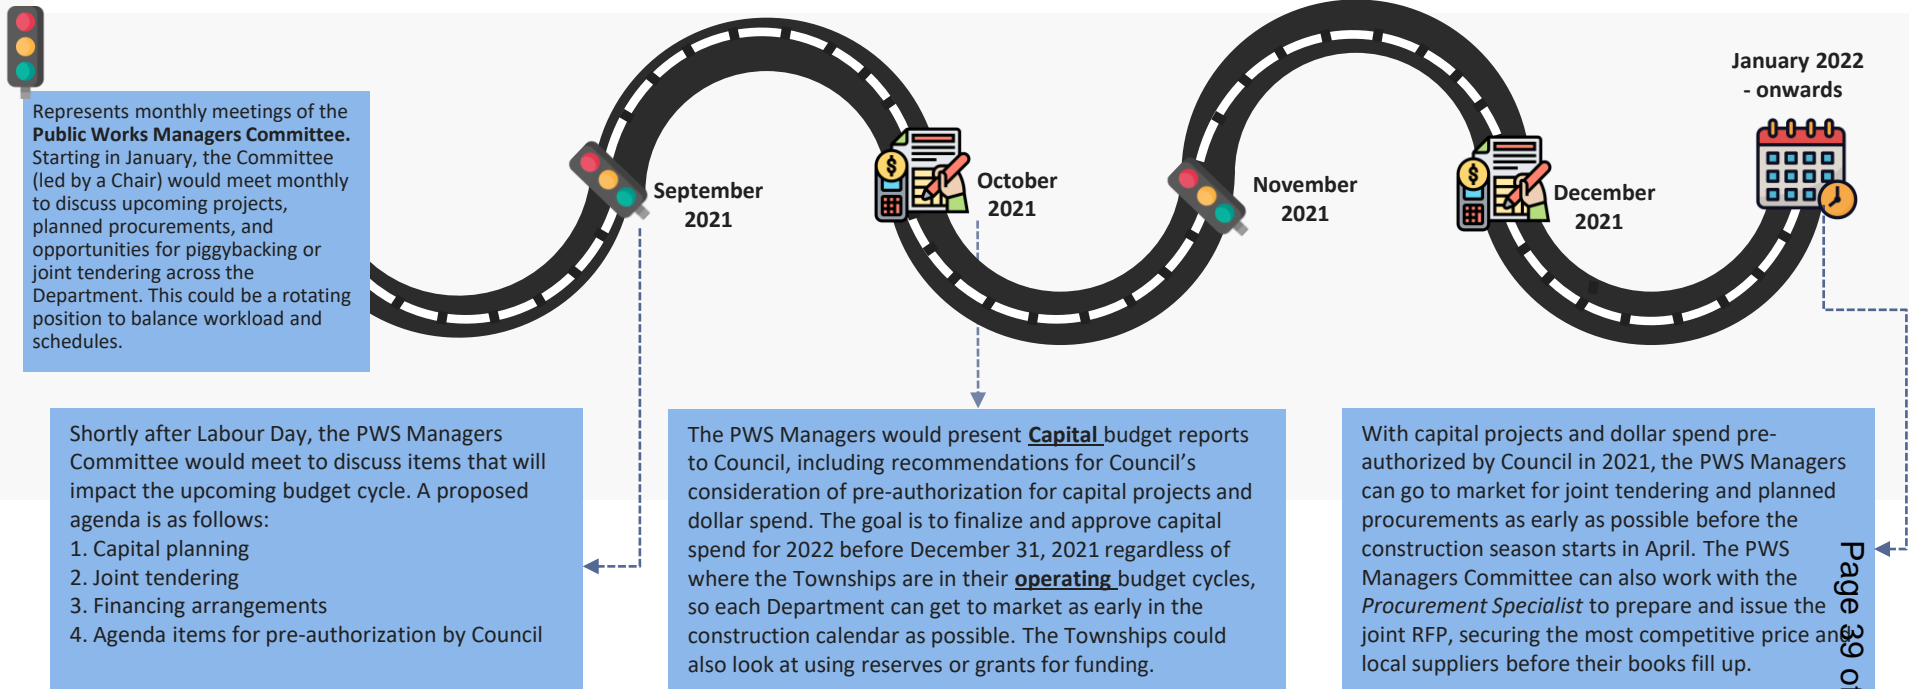 Represents monthly meetings of the
Public Works Managers Committee.
Starting in January, the Committee
(led by a Chair) would meet monthly
to discuss upcoming projects,
planned procurements, and
opportunities for piggybacking or
joint tendering across the
Department. This could be a rotating
position to balance workload and
schedules.
September
2021
October
2021
November
2021
December
2021
January 2022
- onwards
Shortly after Labour Day, the PWS Managers
Committee would meet to discuss items that will
impact the upcoming budget cycle. A proposed
agenda is as follows:
1. Capital planning
2. Joint tendering
3. Financing arrangements
4. Agenda items for pre-authorization by Council
The PWS Managers would present Capital budget reports
to Council, including recommendations for Council’s
consideration of pre-authorization for capital projects and
dollar spend. The goal is to finalize and approve capital
spend for 2022 before December 31, 2021 regardless of
where the Townships are in their operating budget cycles,
so each Department can get to market as early in the
construction calendar as possible. The Townships could
also look at using reserves or grants for funding.
With capital projects and dollar spend pre-
authorized by Council in 2021, the PWS Managers
can go to market for joint tendering and planned
procurements as early as possible before the
construction season starts in April. The PWS
Managers Committee can also work with the
Procurement Specialist to prepare and issue the
joint RFP, securing the most competitive price and
local suppliers before their books fill up.
Page 39 of